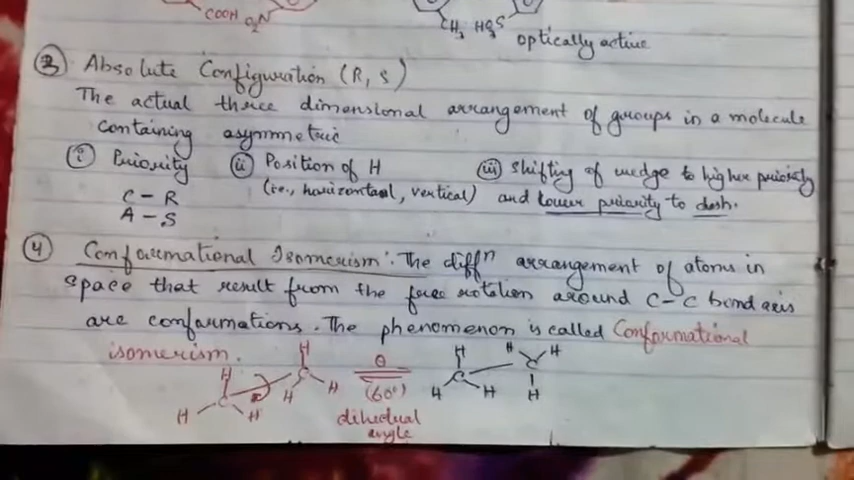 COOH O2N
CH3 HO3S
optically active
③ Absolute Configuration (R, S)
The actual three dimensional arrangement of groups in a molecule
containing asymmetric
(i) Priority (ii) Position of H (iii) Shifting of wedge to higher priority
C - R (i.e., horizontal, vertical) and lower priority to dash.
A - S
④ Conformational Isomerism : The diffn arrangement of atoms in
space that result from the free rotation around C-C bond axis
are conformations. The phenomenon is called Conformational
isomerism.
H H θ H H H
C C (60°) C C
H H H H H H H
dihedral
angle